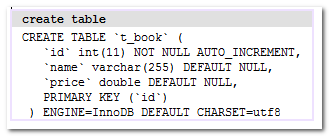 create table
CREATE TABLE `t_book` (
`id` int(11) NOT NULL AUTO_INCREMENT,
`name` varchar(255) DEFAULT NULL,
`price` double DEFAULT NULL,
PRIMARY KEY (`id`)
) ENGINE=InnoDB DEFAULT CHARSET=utf8